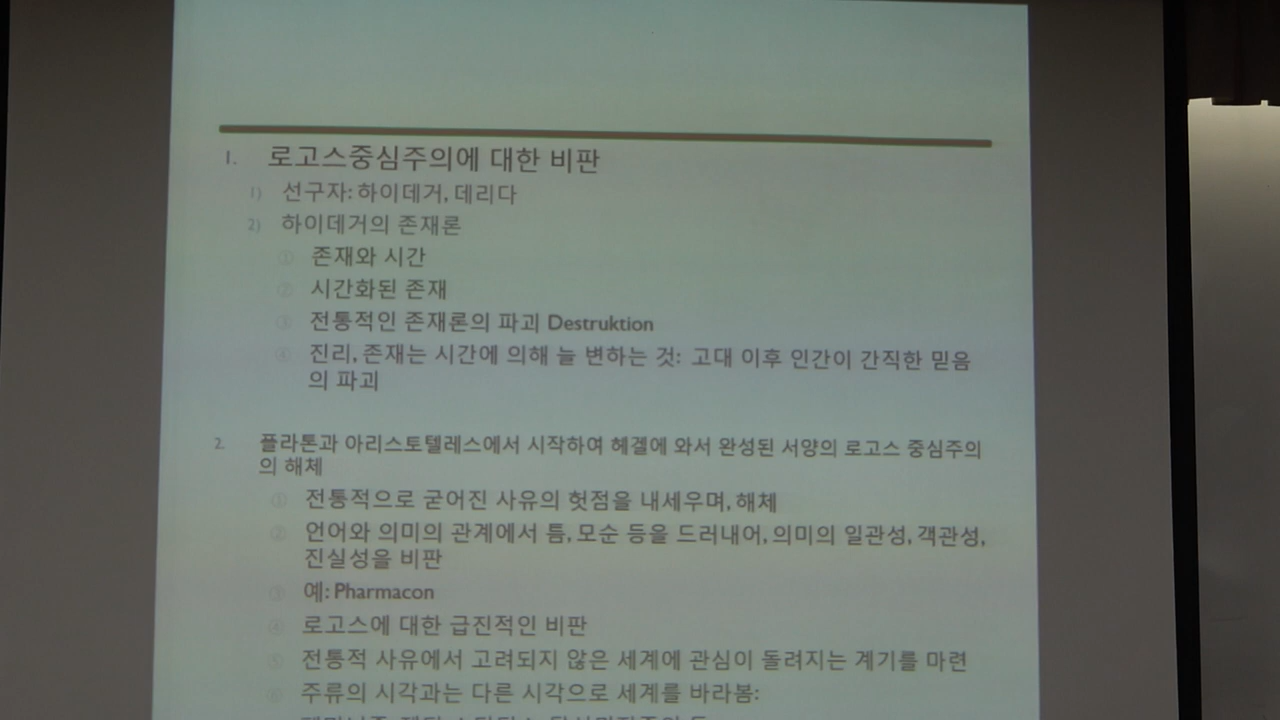 1. 로고스중심주의에 대한 비판
1) 선구자: 하이데거, 데리다
2) 하이데거의 존재론
① 존재와 시간
② 시간화된 존재
③ 전통적인 존재론의 파괴 Destruktion
④ 진리, 존재는 시간에 의해 늘 변하는 것: 고대 이후 인간이 간직한 믿음
의 파괴
2. 플라톤과 아리스토텔레스에서 시작하여 헤겔에 와서 완성된 서양의 로고스 중심주의
의 해체
① 전통적으로 굳어진 사유의 헛점을 내세우며, 해체
② 언어와 의미의 관계에서 틈, 모순 등을 드러내어, 의미의 일관성, 객관성,
진실성을 비판
③ 예: Pharmacon
④ 로고스에 대한 급진적인 비판
⑤ 전통적 사유에서 고려되지 않은 세계에 관심이 돌려지는 계기를 마련
⑥ 주류의 시각과는 다른 시각으로 세계를 바라봄: